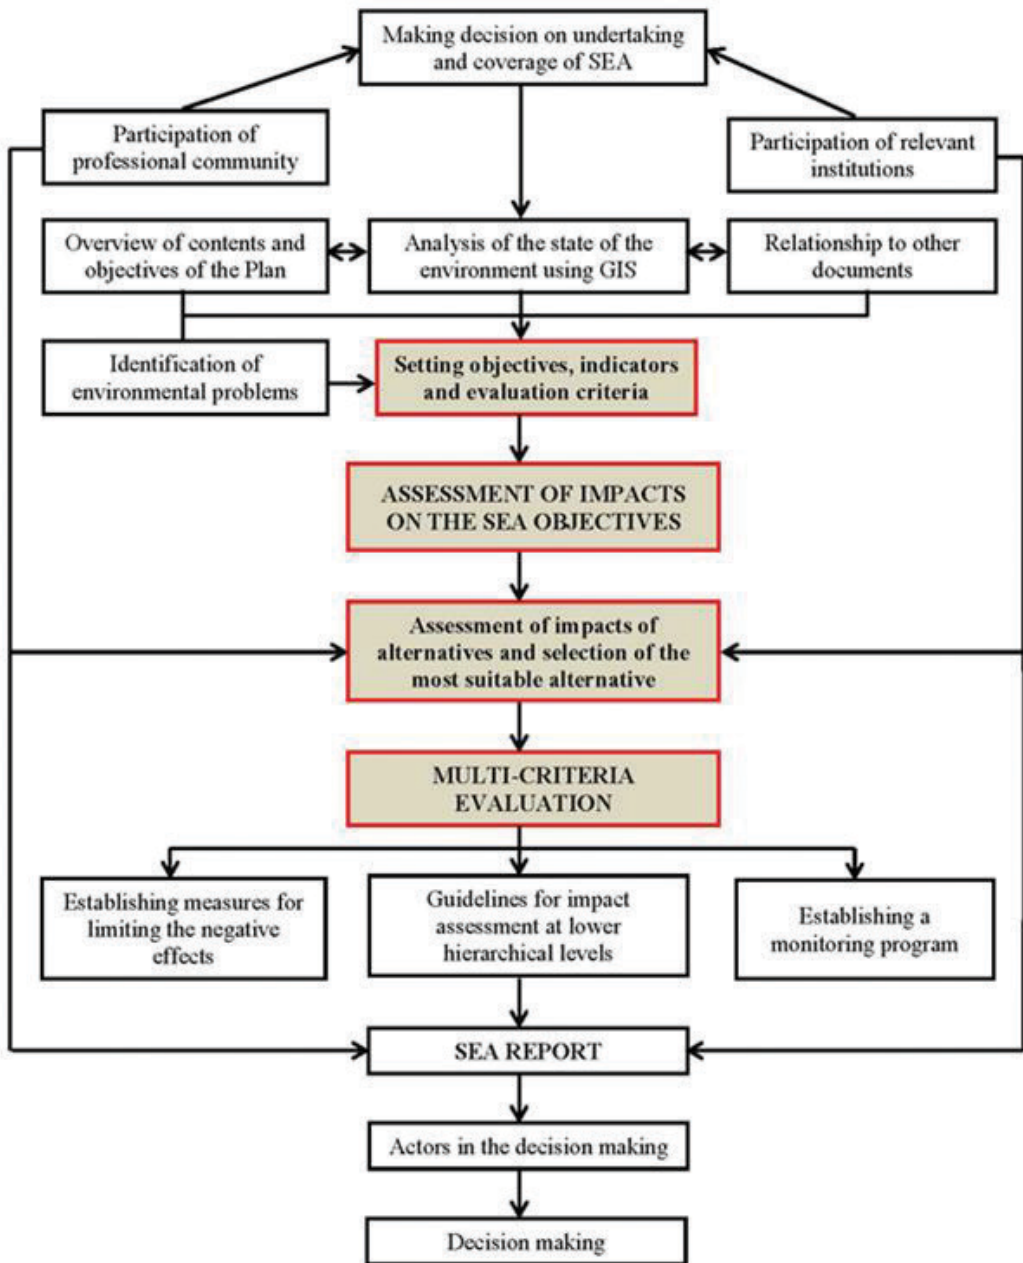 Making decision on undertaking
and coverage of SEA
Participation of
professional community
Participation of relevant
institutions
Overview of contents and
objectives of the Plan
Analysis of the state of the
environment using GIS
Relationship to other
documents
Identification of
environmental problems
Setting objectives, indicators
and evaluation criteria
ASSESSMENT OF IMPACTS
ON THE SEA OBJECTIVES
Assessment of impacts of
alternatives and selection of the
most suitable alternative
MULTI-CRITERIA
EVALUATION
Establishing measures for
limiting the negative
effects
Guidelines for impact
assessment at lower
hierarchical levels
Establishing a
monitoring program
SEA REPORT
Actors in the decision making
Decision making